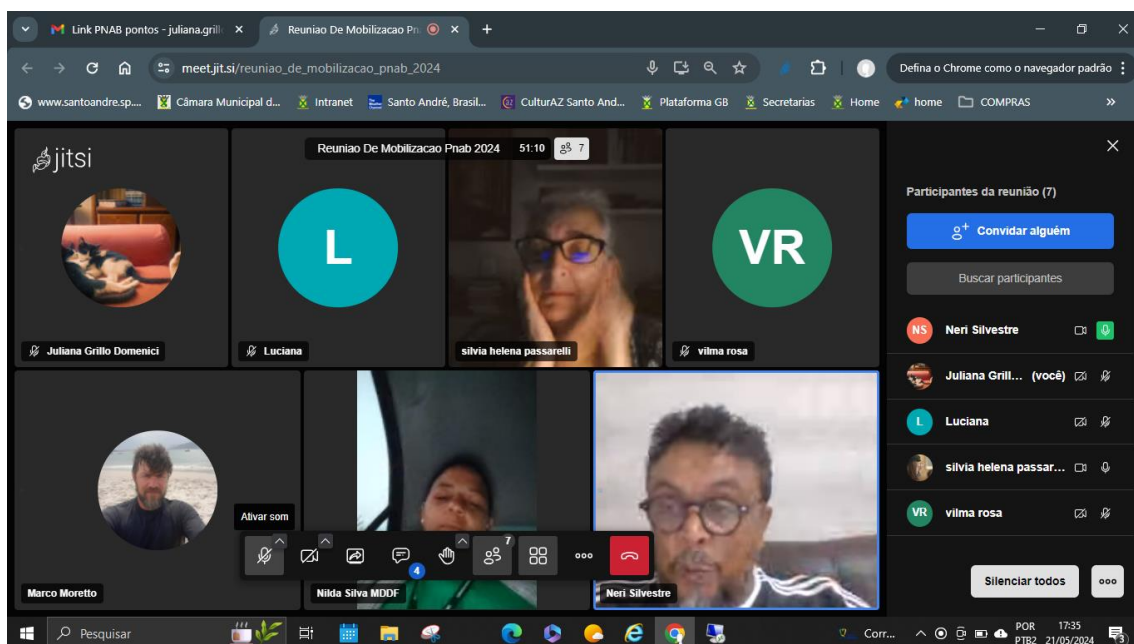 Link PNAB pontos - juliana.grill
Reuniao De Mobilizacao Pn
meet.jit.si/reuniao_de_mobilizacao_pnab_2024
Defina o Chrome como o navegador padrão
www.santoandre.sp....
Câmara Municipal d...
Intranet
Santo André, Brasil...
CulturAZ Santo And...
Plataforma GB
Secretarias
Home
home
COMPRAS
»
jitsi
Reuniao De Mobilizacao Pnab 2024 51:10 7
L
VR
Juliana Grillo Domenici
Luciana
silvia helena passarelli
vilma rosa
Ativar som
7
4
Marco Moretto
Nilda Silva MDDF
Neri Silvestre
Participantes da reunião (7)
Convidar alguém
Buscar participantes
NS Neri Silvestre
Juliana Grill... (você)
L Luciana
silvia helena passar...
VR vilma rosa
Silenciar todos
Pesquisar
Corr...
POR 17:35
PTB2 21/05/2024
3